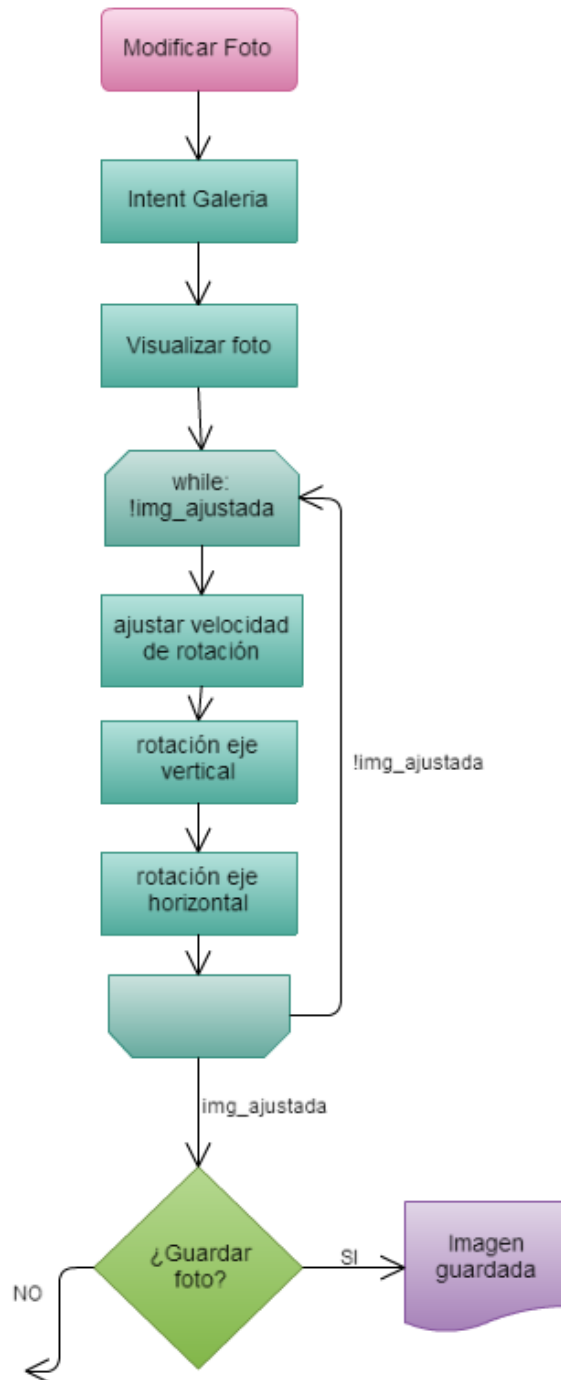 Modificar Foto
Intent Galeria
Visualizar foto
while:
!img_ajustada
ajustar velocidad
de rotación
rotación eje
vertical
!img_ajustada
rotación eje
horizontal
img_ajustada
¿Guardar
foto?
SI
Imagen
guardada
NO